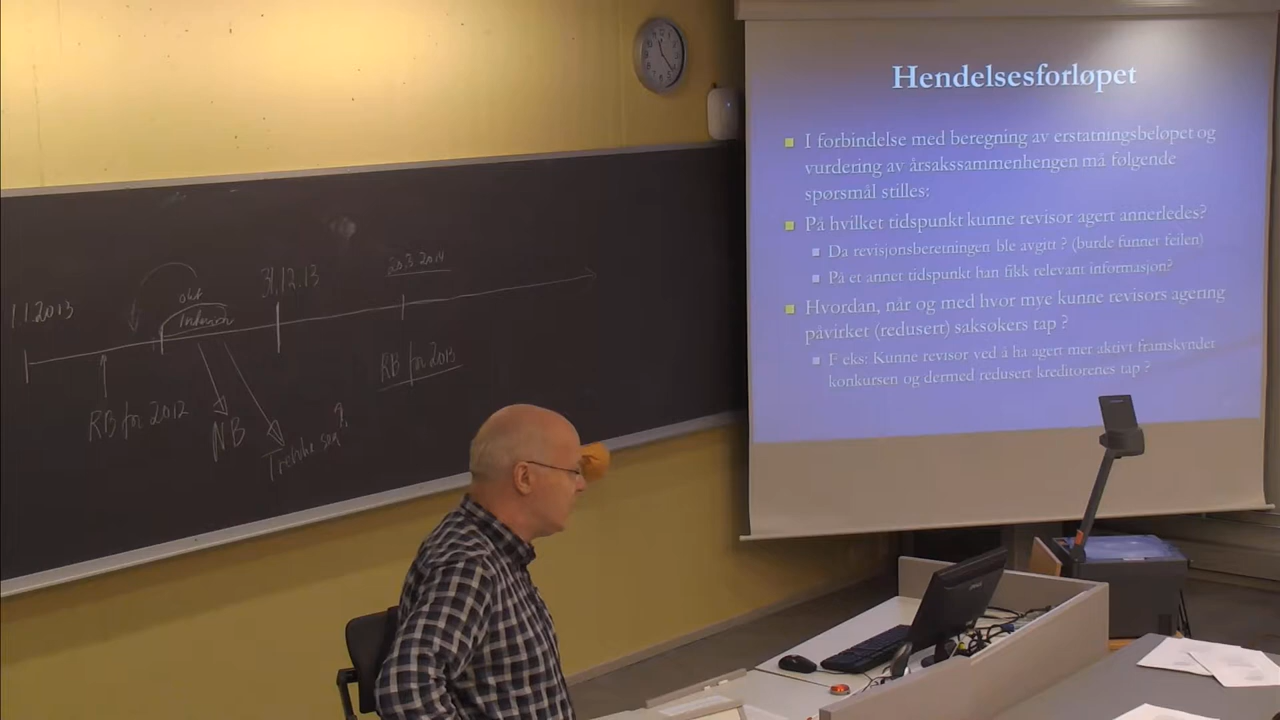 1.1.2013
okt
31.12.13
20.3.2014
RB for 2012
NB
Trekke seg?
RB for 2013
Hendelsesforløpet
I forbindelse med beregning av erstatningsbeløpet og
vurdering av årsakssammenhengen må følgende
spørsmål stilles:
På hvilket tidspunkt kunne revisor agert annerledes?
Da revisjonsberetningen ble avgitt ? (burde funnet feilen)
På et annet tidspunkt han fikk relevant informasjon?
Hvordan, når og med hvor mye kunne revisors agering
påvirket (redusert) saksøkers tap ?
F eks: Kunne revisor ved å ha agert mer aktivt framskyndet
konkursen og dermed redusert kreditorenes tap ?